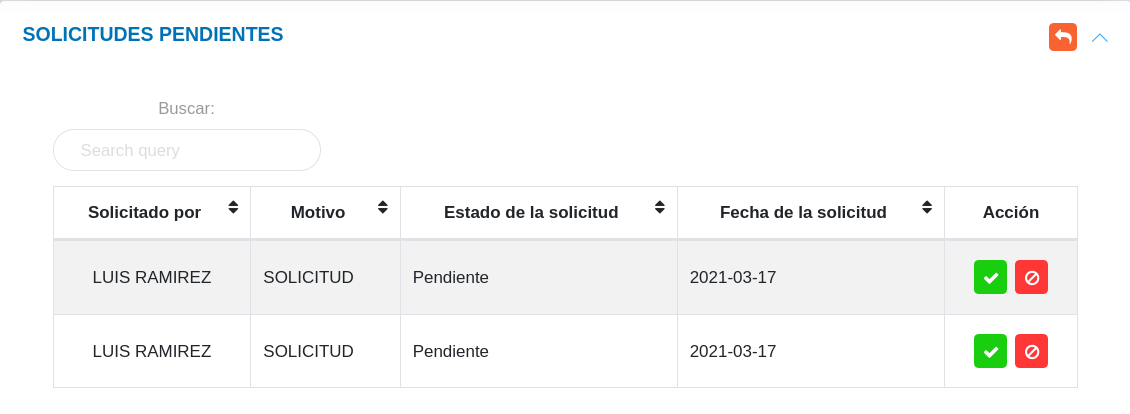 SOLICITUDES PENDIENTES
Buscar:
Search query
Solicitado por Motivo Estado de la solicitud Fecha de la solicitud Acción
LUIS RAMIREZ SOLICITUD Pendiente 2021-03-17
LUIS RAMIREZ SOLICITUD Pendiente 2021-03-17